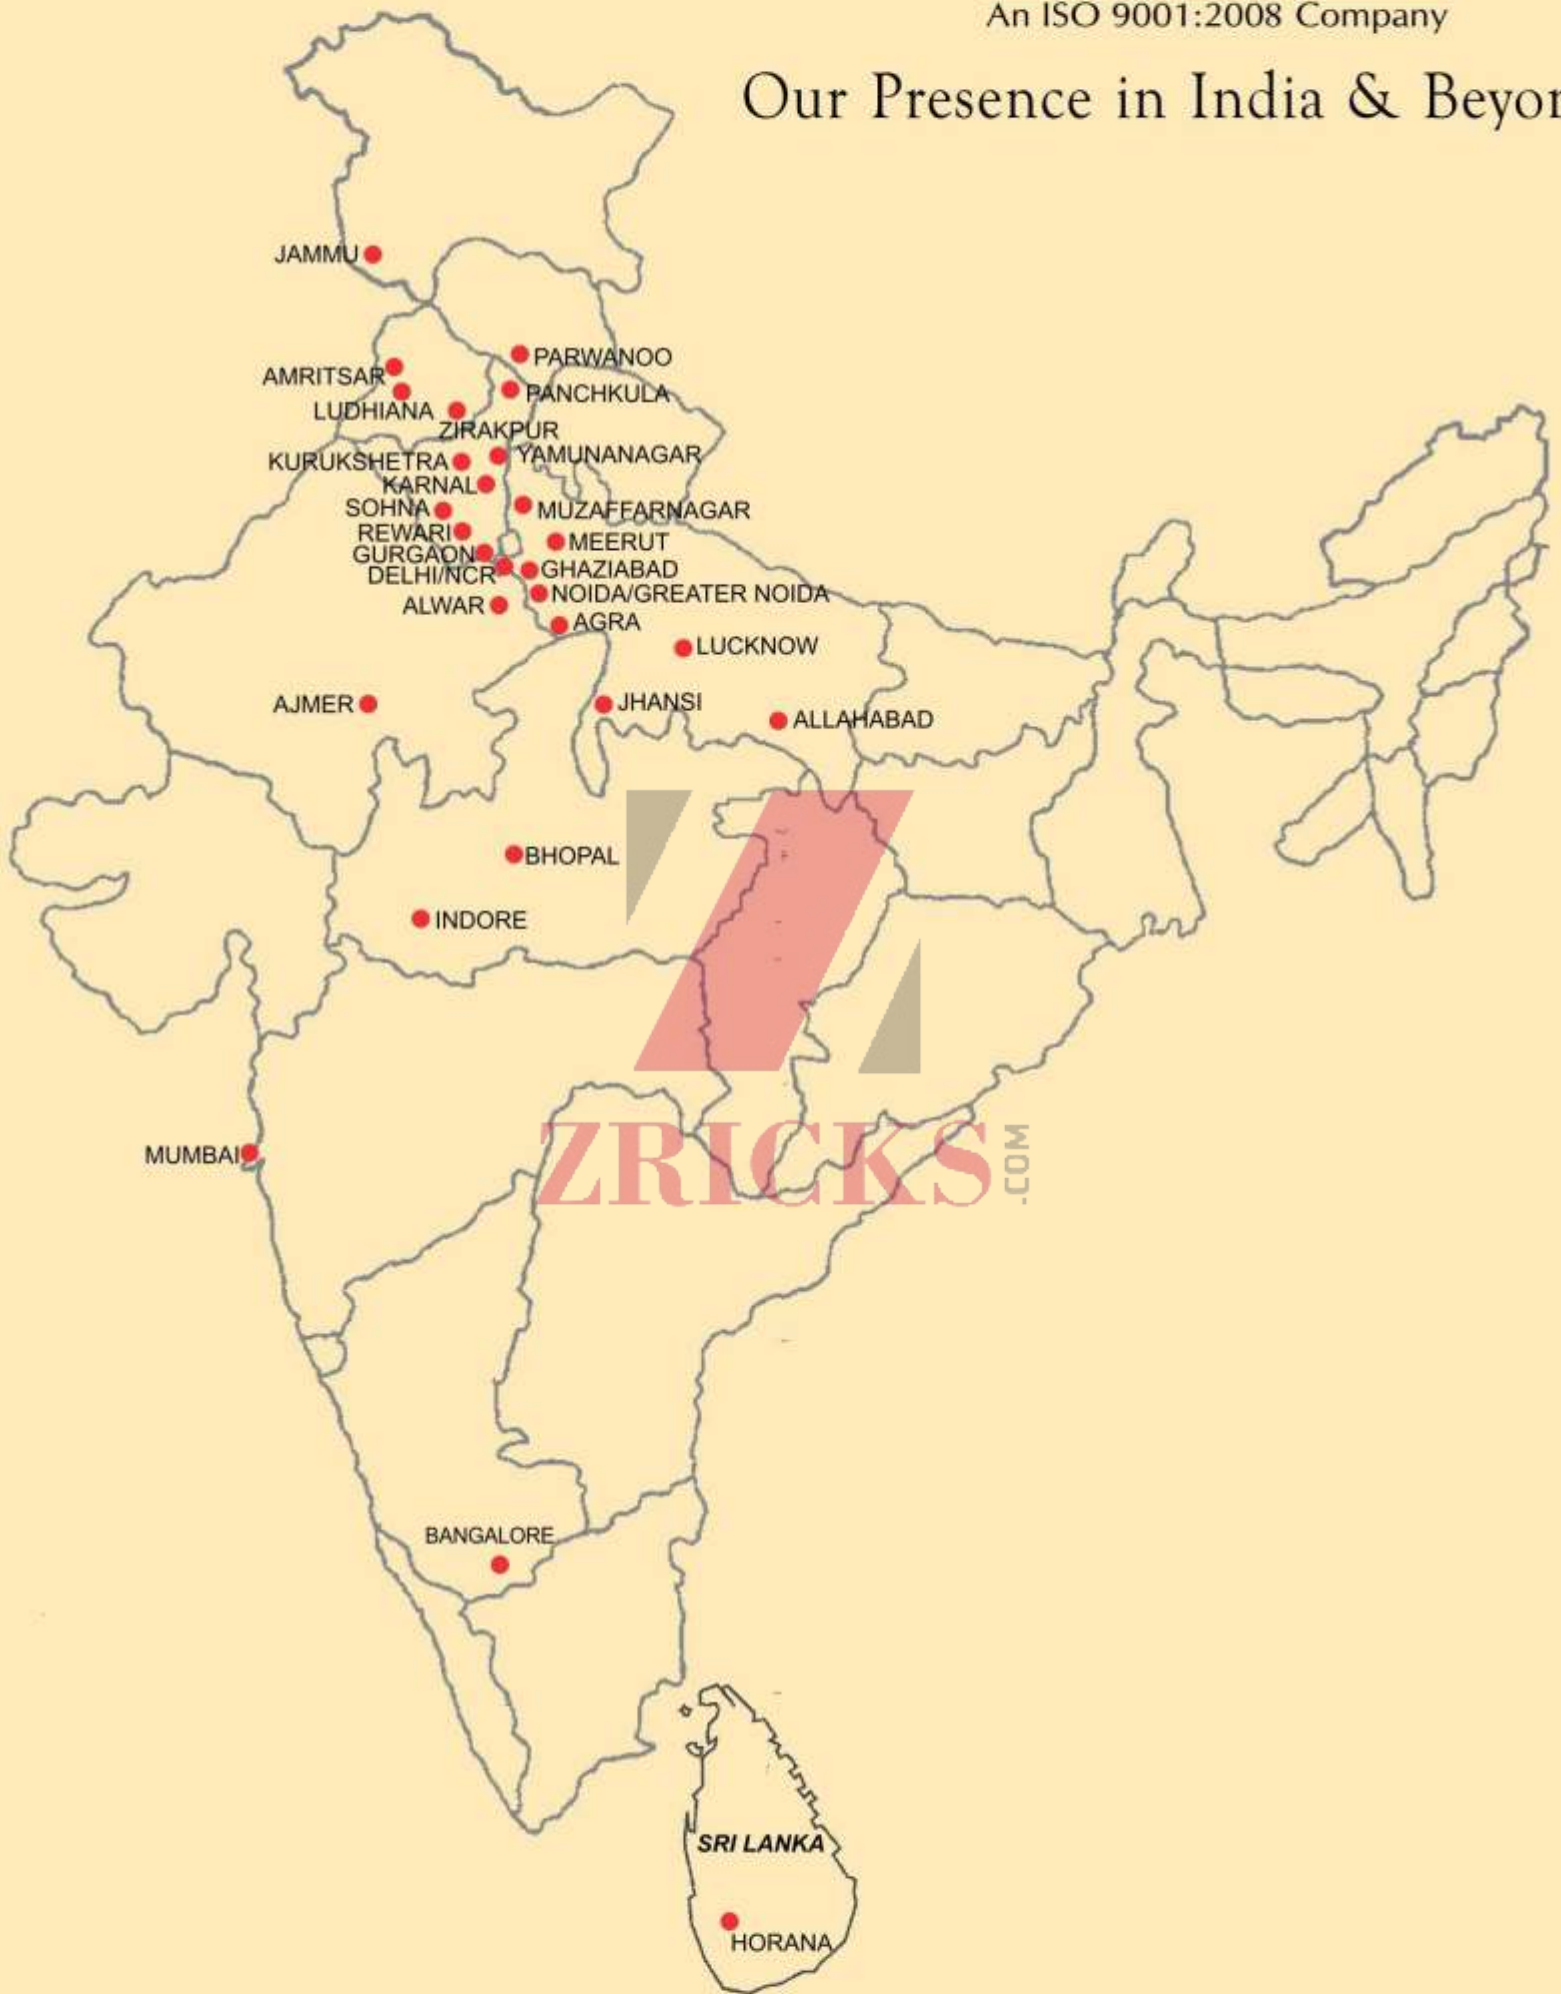 An ISO 9001:2008 Company
Our Presence in India & Beyon
JAMMU
PARWANOO
AMRITSAR
PANCHKULA
LUDHIANA
ZIRAKPUR
YAMUNANAGAR
KURUKSHETRA
KARNAL
SOHNA
MUZAFFARNAGAR
REWARI
MEERUT
GURGAON
DELHI/NCR
GHAZIABAD
NOIDA/GREATER NOIDA
ALWAR
AGRA
LUCKNOW
AJMER
JHANSI
ALLAHABAD
BHOPAL
INDORE
ZRICKS.COM
MUMBAI
BANGALORE
SRI LANKA
HORANA